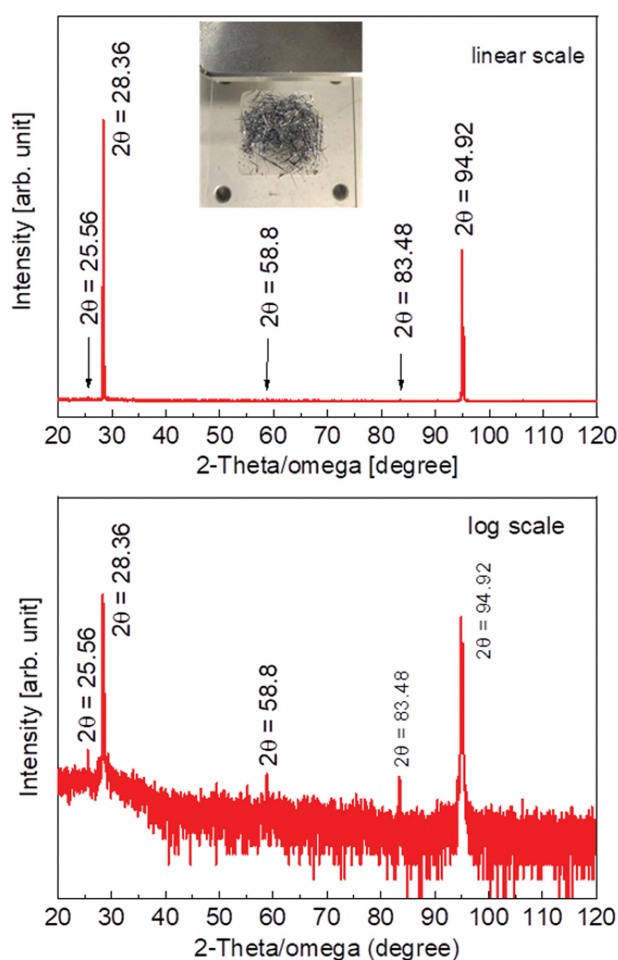 linear scale
Intensity [arb. unit]
2θ = 25.56
2θ = 28.36
2θ = 58.8
2θ = 83.48
2θ = 94.92
20 30 40 50 60 70 80 90 100 110 120
2-Theta/omega [degree]
log scale
Intensity [arb. unit]
2θ = 25.56
2θ = 28.36
2θ = 58.8
2θ = 83.48
2θ = 94.92
20 30 40 50 60 70 80 90 100 110 120
2-Theta/omega (degree)